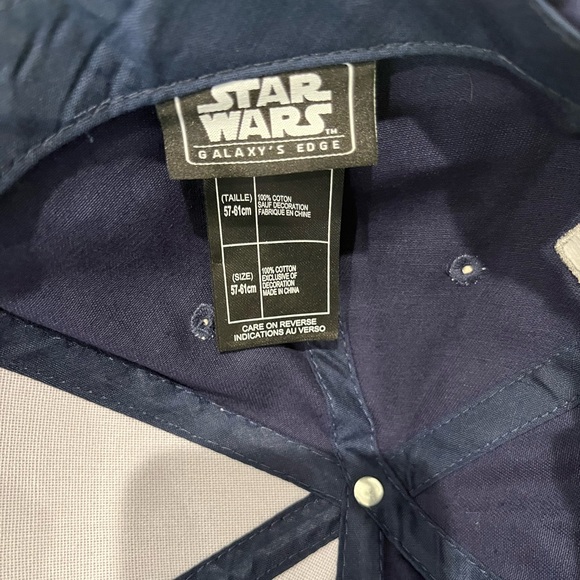 STAR
WARS TM
GALAXY'S EDGE
(TAILLE)
57-61cm
100% COTON
SAUF DECORATION
FABRIQUE EN CHINE
(SIZE)
57-61cm
100% COTTON
EXCLUSIVE OF
DECORATION
MADE IN CHINA
CARE ON REVERSE
INDICATIONS AU VERSO